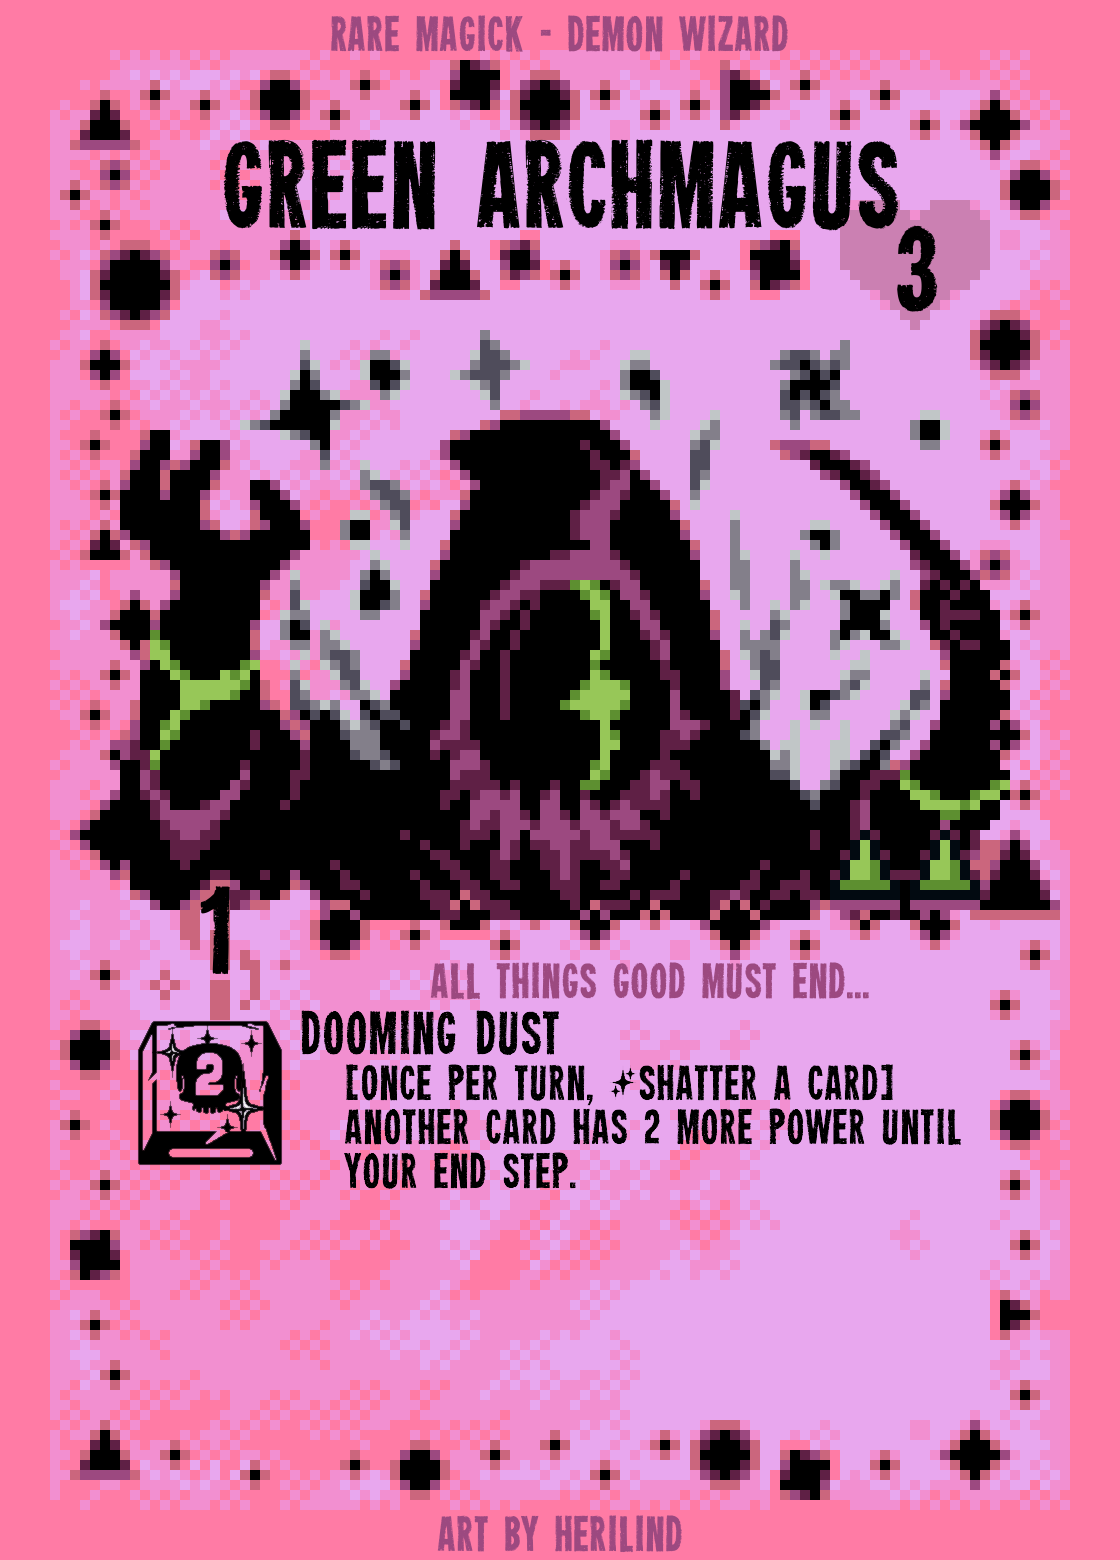 RARE MAGICK - DEMON WIZARD
GREEN ARCHMAGUS
3
1
ALL THINGS GOOD MUST END...
2
DOOMING DUST
[ONCE PER TURN, SHATTER A CARD]
ANOTHER CARD HAS 2 MORE POWER UNTIL
YOUR END STEP.
ART BY HERILIND